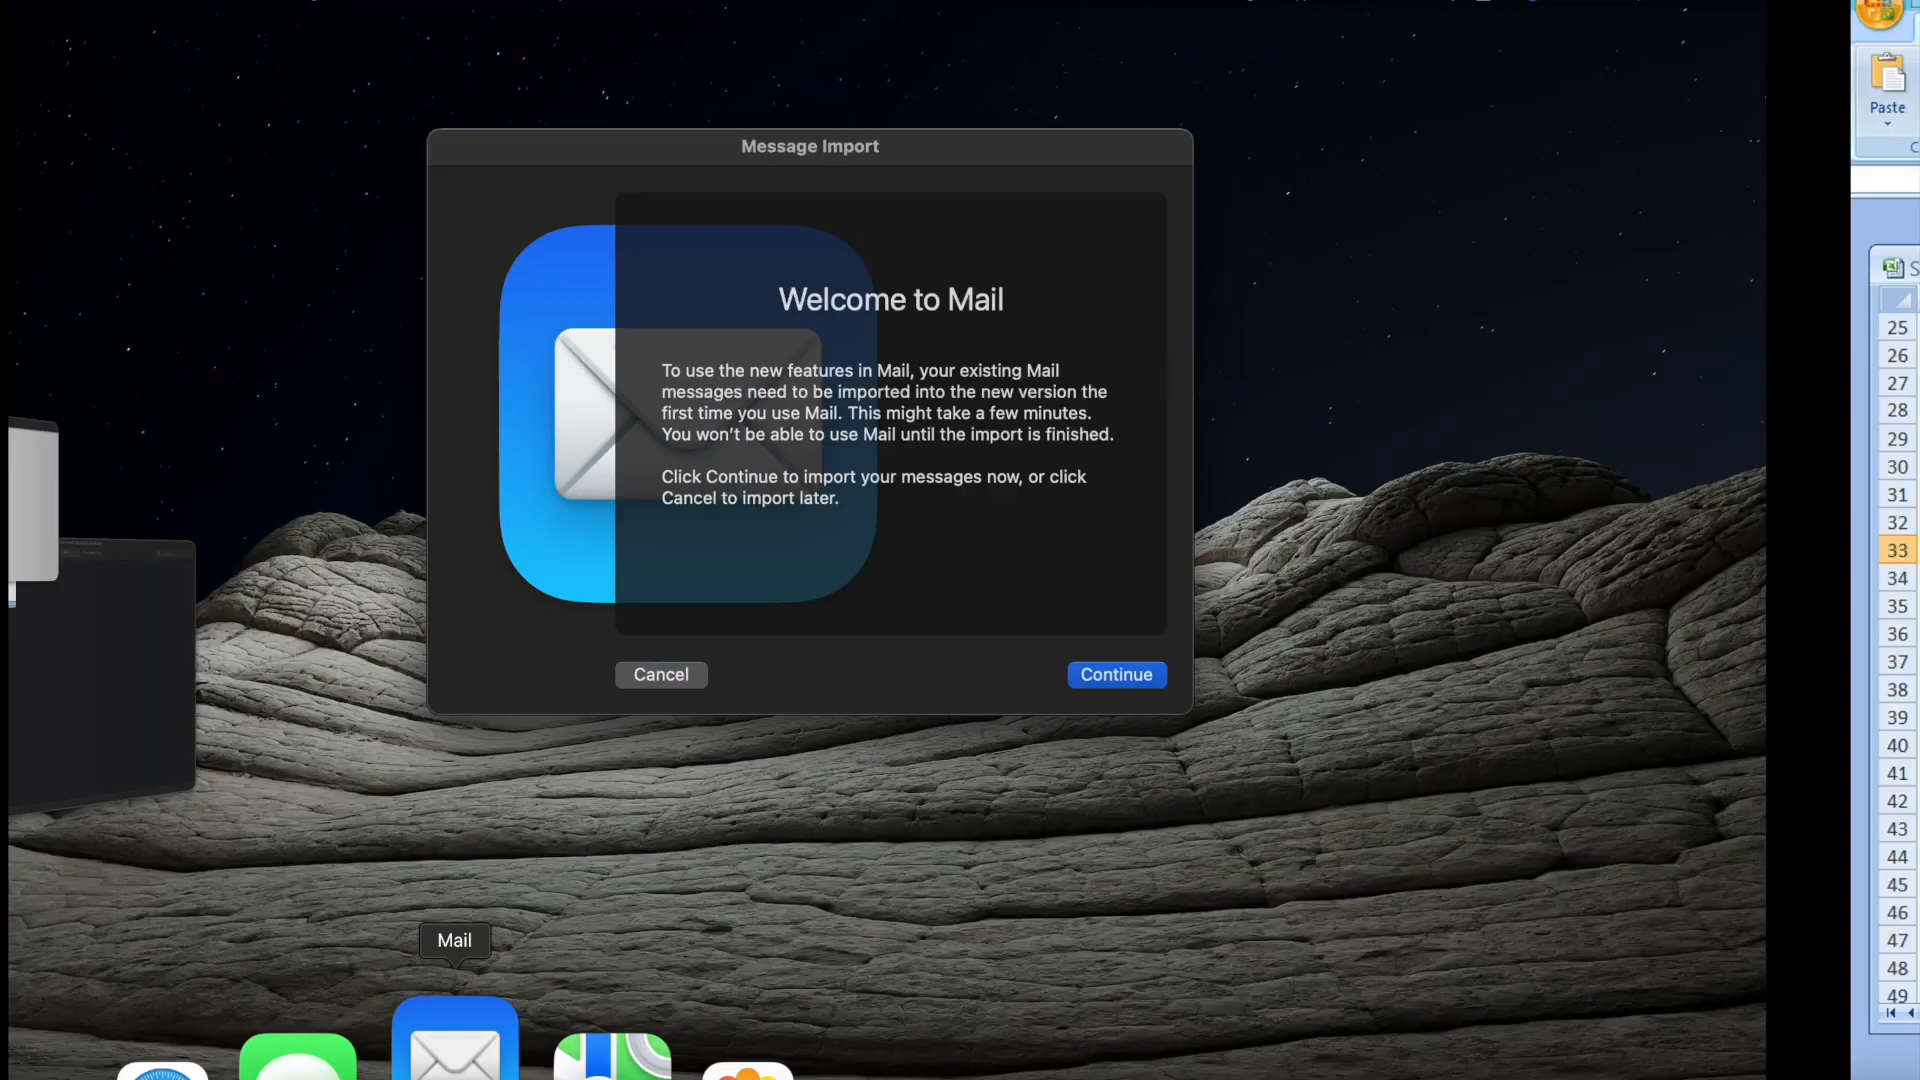 Message Import
Welcome to Mail
To use the new features in Mail, your existing Mail
messages need to be imported into the new version the
first time you use Mail. This might take a few minutes.
You won't be able to use Mail until the import is finished.
Click Continue to import your messages now, or click
Cancel to import later.
Cancel
Continue
Mail
Paste
25
26
27
28
29
30
31
32
33
34
35
36
37
38
39
40
41
42
43
44
45
46
47
48
49